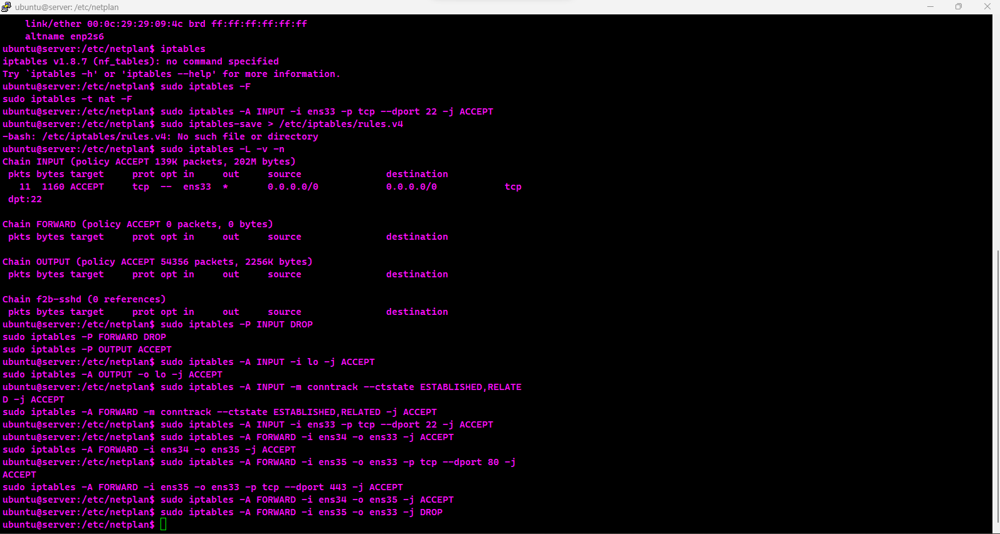 ubuntu@server: /etc/netplan
    link/ether 00:0c:29:29:09:4c brd ff:ff:ff:ff:ff:ff
    altname enp2s6
ubuntu@server:/etc/netplan$ iptables
iptables v1.8.7 (nf_tables): no command specified
Try `iptables -h' or 'iptables --help' for more information.
ubuntu@server:/etc/netplan$ sudo iptables -F
sudo iptables -t nat -F
ubuntu@server:/etc/netplan$ sudo iptables -A INPUT -i ens33 -p tcp --dport 22 -j ACCEPT
ubuntu@server:/etc/netplan$ sudo iptables-save > /etc/iptables/rules.v4
-bash: /etc/iptables/rules.v4: No such file or directory
ubuntu@server:/etc/netplan$ sudo iptables -L -v -n
Chain INPUT (policy ACCEPT 139K packets, 202M bytes)
 pkts bytes target     prot opt in     out     source               destination
   11  1160 ACCEPT     tcp  --  ens33  *       0.0.0.0/0            0.0.0.0/0            tcp
 dpt:22

Chain FORWARD (policy ACCEPT 0 packets, 0 bytes)
 pkts bytes target     prot opt in     out     source               destination

Chain OUTPUT (policy ACCEPT 54356 packets, 2256K bytes)
 pkts bytes target     prot opt in     out     source               destination

Chain f2b-sshd (0 references)
 pkts bytes target     prot opt in     out     source               destination
ubuntu@server:/etc/netplan$ sudo iptables -P INPUT DROP
sudo iptables -P FORWARD DROP
sudo iptables -P OUTPUT ACCEPT
ubuntu@server:/etc/netplan$ sudo iptables -A INPUT -i lo -j ACCEPT
sudo iptables -A OUTPUT -o lo -j ACCEPT
ubuntu@server:/etc/netplan$ sudo iptables -A INPUT -m conntrack --ctstate ESTABLISHED,RELATE
D -j ACCEPT
sudo iptables -A FORWARD -m conntrack --ctstate ESTABLISHED,RELATED -j ACCEPT
ubuntu@server:/etc/netplan$ sudo iptables -A INPUT -i ens33 -p tcp --dport 22 -j ACCEPT
ubuntu@server:/etc/netplan$ sudo iptables -A FORWARD -i ens34 -o ens33 -j ACCEPT
sudo iptables -A FORWARD -i ens34 -o ens35 -j ACCEPT
ubuntu@server:/etc/netplan$ sudo iptables -A FORWARD -i ens35 -o ens33 -p tcp --dport 80 -j
ACCEPT
sudo iptables -A FORWARD -i ens35 -o ens33 -p tcp --dport 443 -j ACCEPT
ubuntu@server:/etc/netplan$ sudo iptables -A FORWARD -i ens34 -o ens35 -j ACCEPT
ubuntu@server:/etc/netplan$ sudo iptables -A FORWARD -i ens35 -o ens33 -j DROP
ubuntu@server:/etc/netplan$